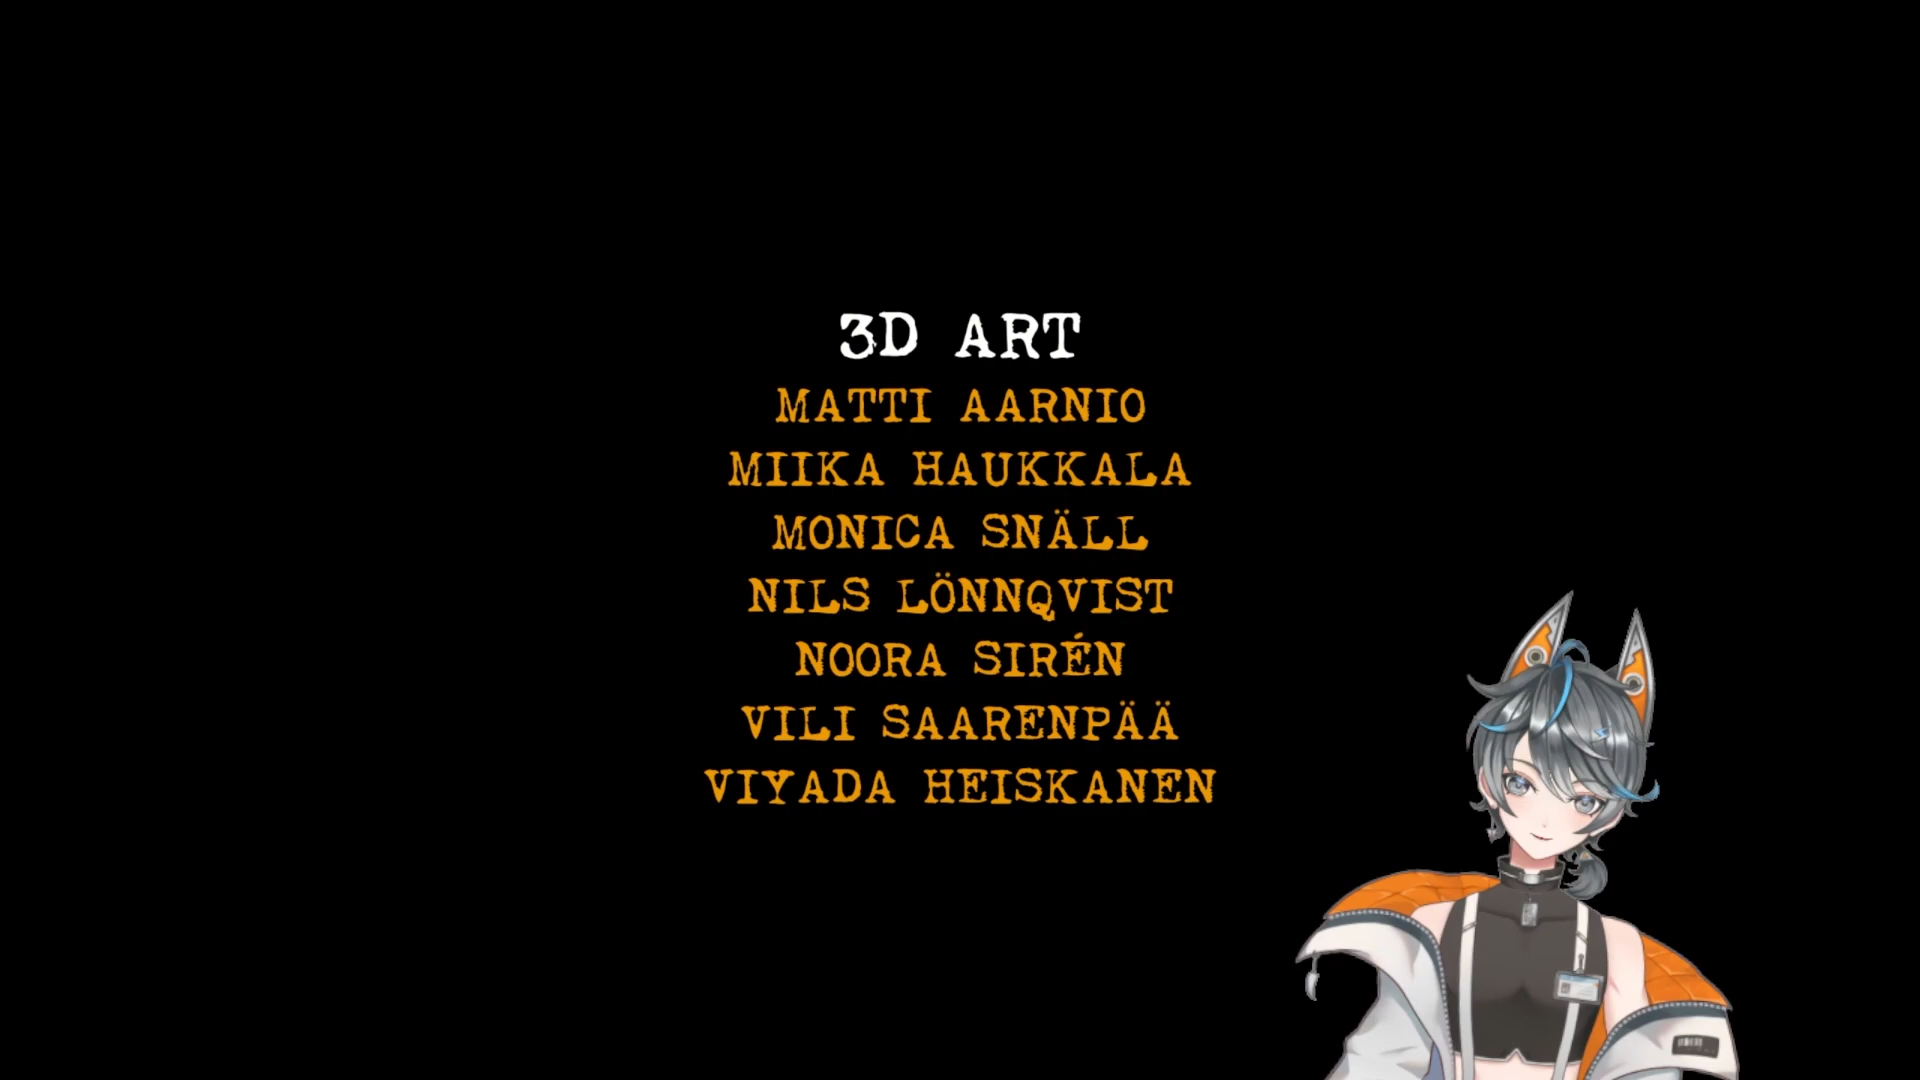 3D ART
MATTI AARNIO
MIIKA HAUKKALA
MONICA SNÄLL
NILS LÖNNQVIST
NOORA SIRÉN
VILI SAARENPÄÄ
VIYADA HEISKANEN